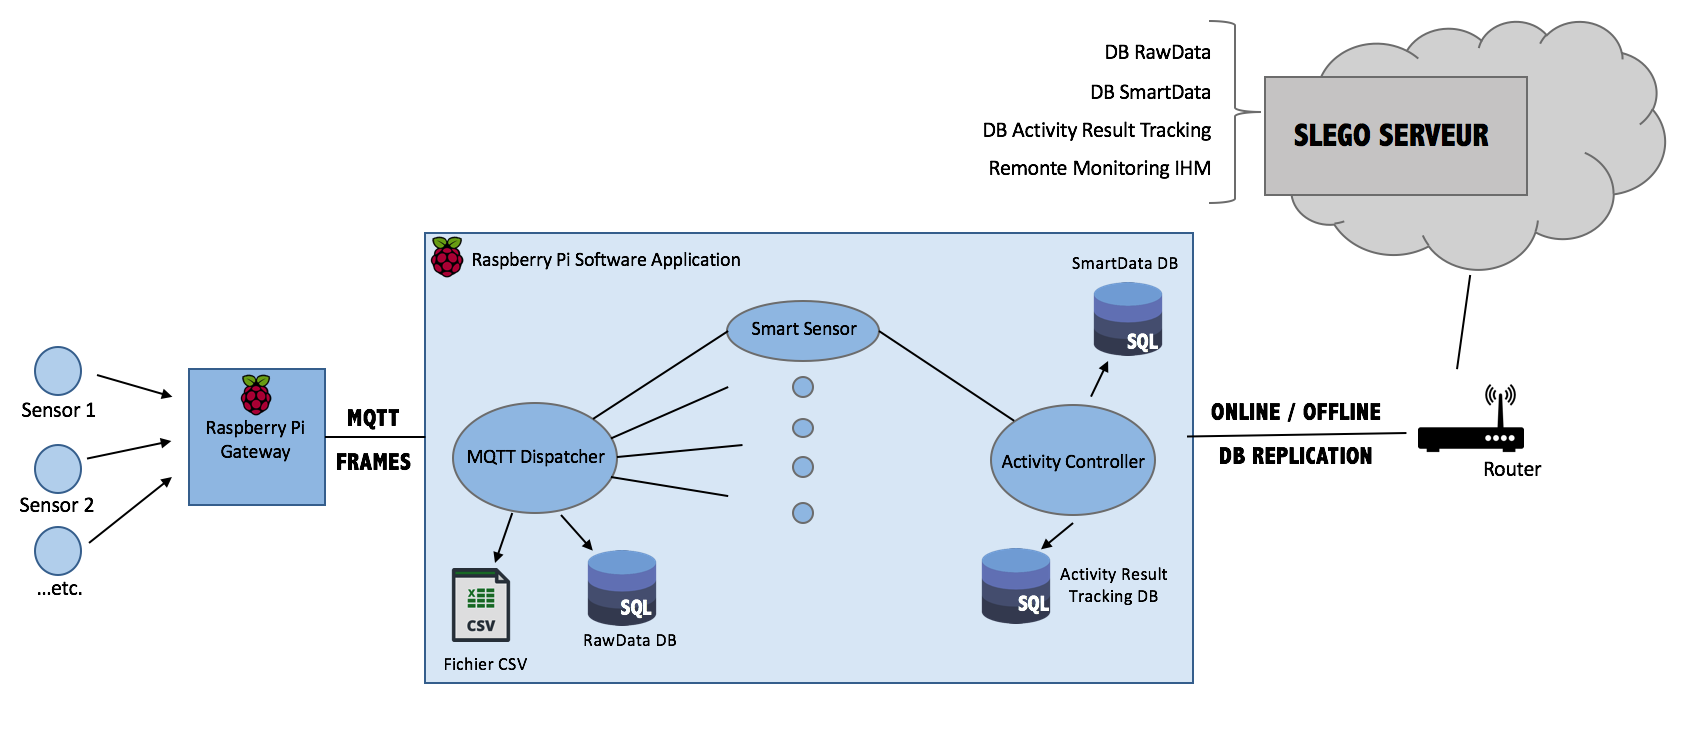 DB RawData
DB SmartData
DB Activity Result Tracking
Remonte Monitoring IHM
SLEGO SERVEUR
Raspberry Pi Software Application
SmartData DB
SQL
Smart Sensor
Sensor 1
Sensor 2
...etc.
Raspberry Pi
Gateway
MQTT
FRAMES
MQTT Dispatcher
Activity Controller
ONLINE / OFFLINE
DB REPLICATION
Router
X
CSV
Fichier CSV
SQL
RawData DB
SQL
Activity Result
Tracking DB